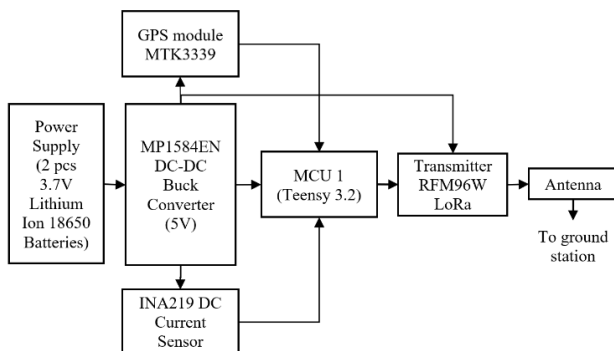 GPS module
MTK3339
Power
Supply
(2 pcs
3.7V
Lithium
Ion 18650
Batteries)
MP1584EN
DC-DC
Buck
Converter
(5V)
MCU 1
(Teensy 3.2)
Transmitter
RFM96W
LoRa
Antenna
To ground
station
INA219 DC
Current
Sensor